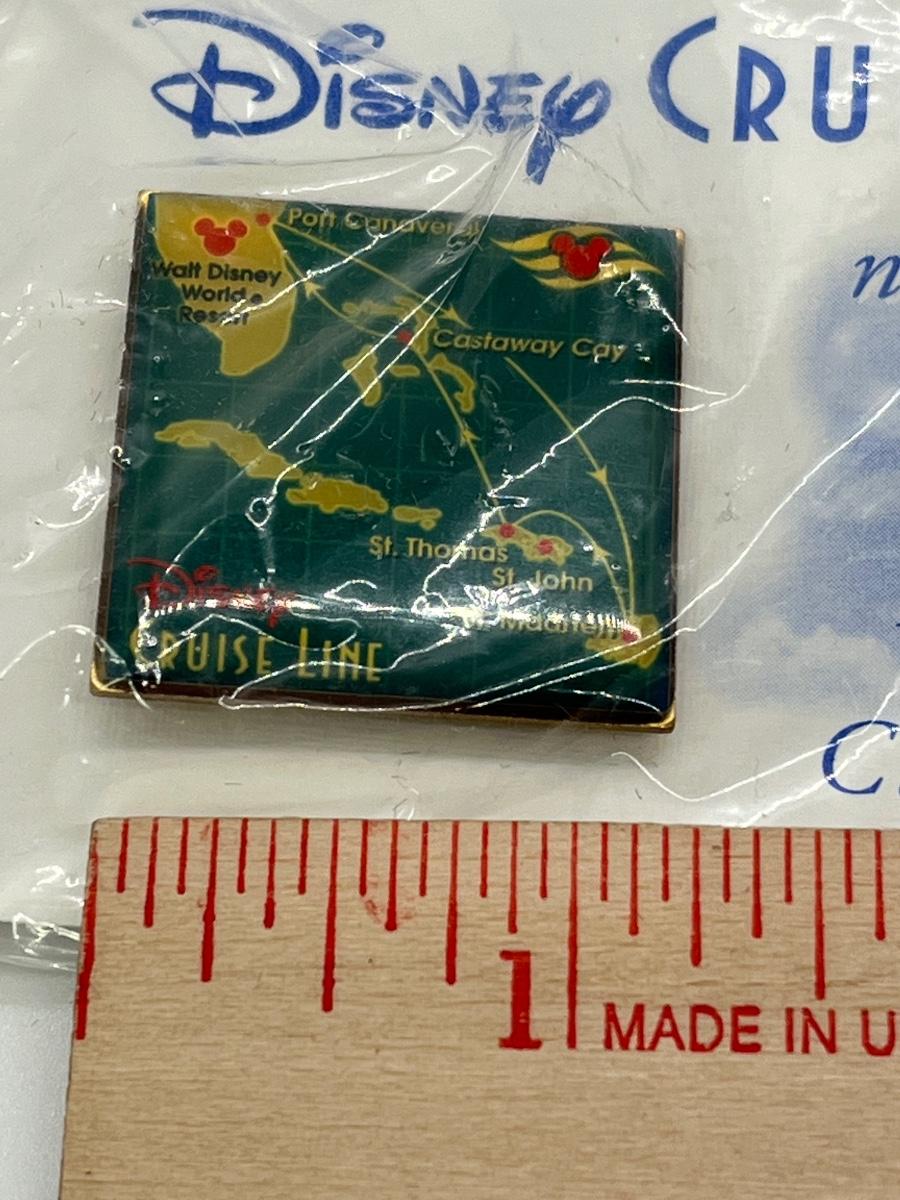 DISNEY CRU
Port Canaveral
Walt Disney
World
Resort
Castaway Cay
n
St. Thomas
St. John
Disney
CRUISE LINE
C
1
MADE IN U